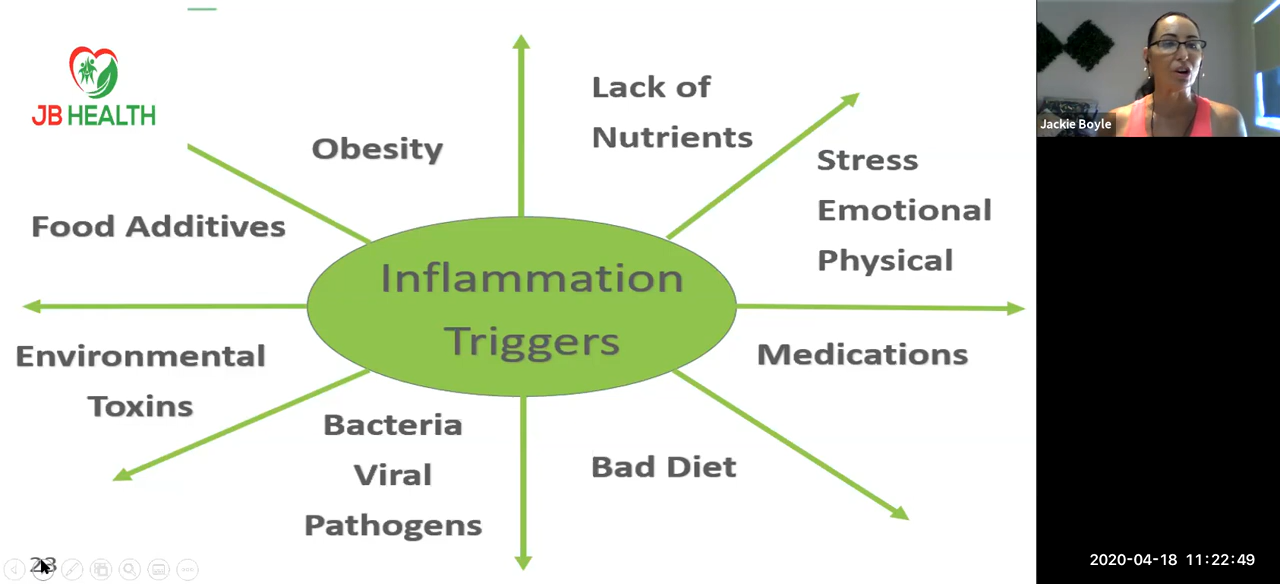 JB HEALTH
Obesity
Lack of
Nutrients
Stress
Emotional
Physical
Food Additives
Inflammation
Triggers
Environmental
Toxins
Medications
Bacteria
Viral
Pathogens
Bad Diet
23
Jackie Boyle
2020-04-18 11:22:49